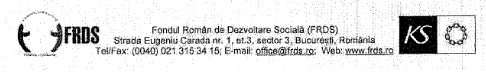 FRDS
Fondul Român de Dezvoltare Socială (FRDS)
Strada Eugeniu Carada nr. 1, et.3, sector 3, Bucureşti, România
Tel/Fax: (0040) 021 315 34 15; E-mail: office@frds.ro; Web: www.frds.ro
KS